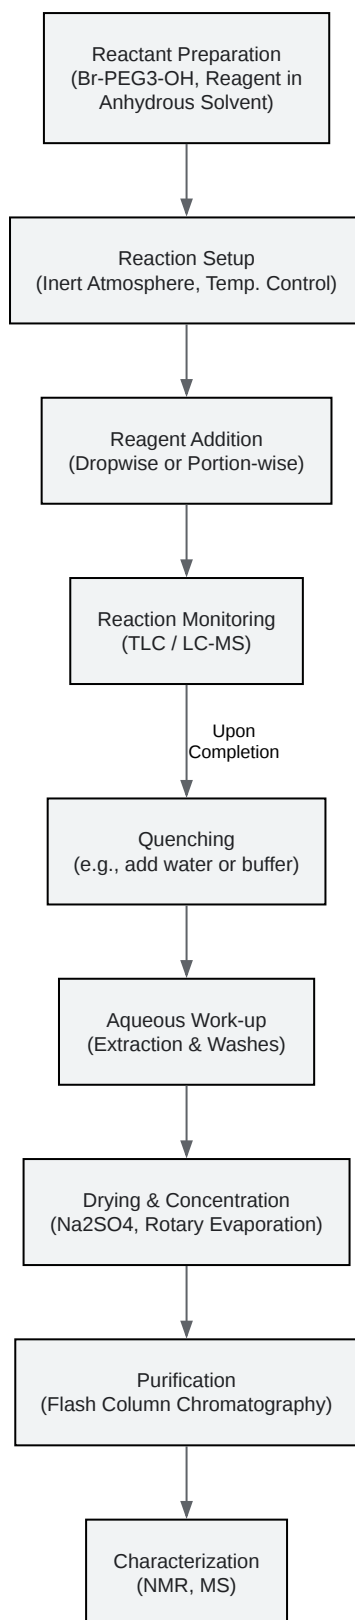 Reactant Preparation
(Br-PEG3-OH, Reagent in
Anhydrous Solvent)
Reaction Setup
(Inert Atmosphere, Temp. Control)
Reagent Addition
(Dropwise or Portion-wise)
Reaction Monitoring
(TLC / LC-MS)
Upon
Completion
Quenching
(e.g., add water or buffer)
Aqueous Work-up
(Extraction & Washes)
Drying & Concentration
(Na2SO4, Rotary Evaporation)
Purification
(Flash Column Chromatography)
Characterization
(NMR, MS)